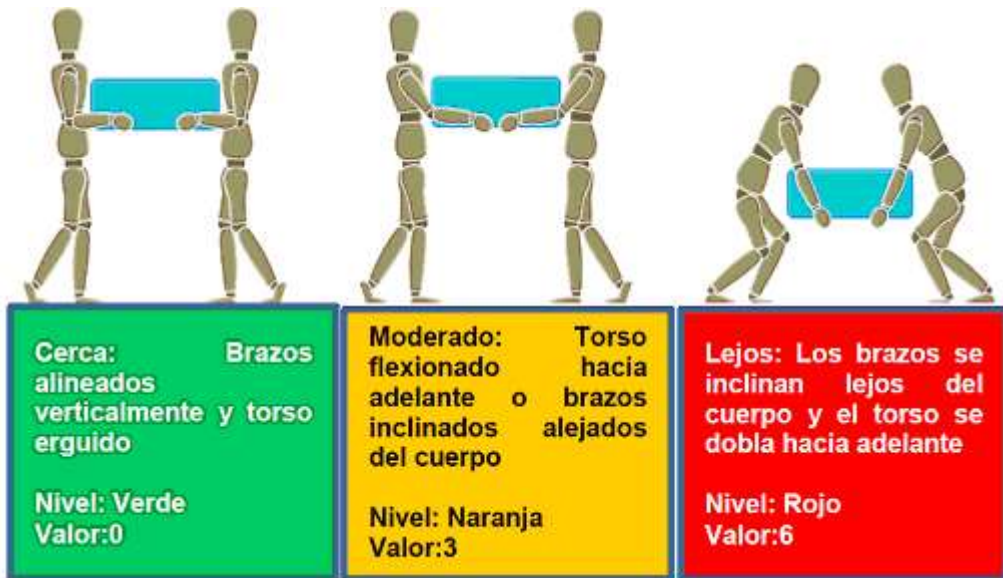 Cerca: Brazos
alineados
verticalmente y torso
erguido
Nivel: Verde
Valor:0
Moderado: Torso
flexionado hacia
adelante o brazos
inclinados alejados
del cuerpo
Nivel: Naranja
Valor:3
Lejos: Los brazos se
inclinan lejos del
cuerpo y el torso se
dobla hacia adelante
Nivel: Rojo
Valor:6